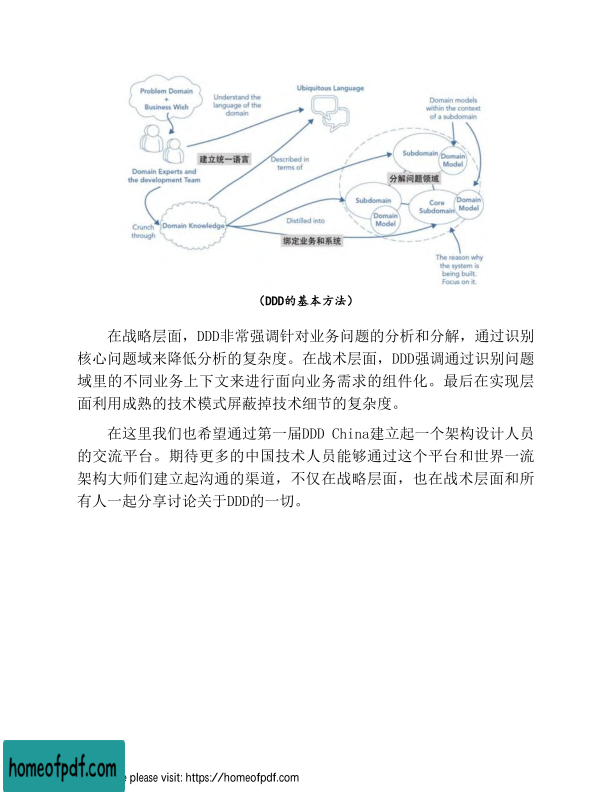 Problem Domain
+
Business Wish
Understand the
language of the
domain
Ubiquitous Language
Domain models
within the context
of a subdomain
建立统一语言
Domain Experts and
the development Team
Described in
terms of
Subdomain
Domain
Model
分解问题领域
Subdomain
Domain
Model
Core
Subdomain
Domain
Model
Crunch
through
Domain Knowledge
Distilled into
绑定业务和系统
The reason why
the system is
being built.
Focus on it.
(DDD的基本方法)
在战略层面，DDD非常强调针对业务问题的分析和分解，通过识别
核心问题域来降低分析的复杂度。在战术层面，DDD强调通过识别问题
域里的不同业务上下文来进行面向业务需求的组件化。最后在实现层
面利用成熟的技术模式屏蔽掉技术细节的复杂度。
在这里我们也希望通过第一届DDD China建立起一个架构设计人员
的交流平台。期待更多的中国技术人员能够通过这个平台和世界一流
架构大师们建立起沟通的渠道，不仅在战略层面，也在战术层面和所
有人一起分享讨论关于DDD的一切。
homeofpdf.com
please visit: https://homeofpdf.com